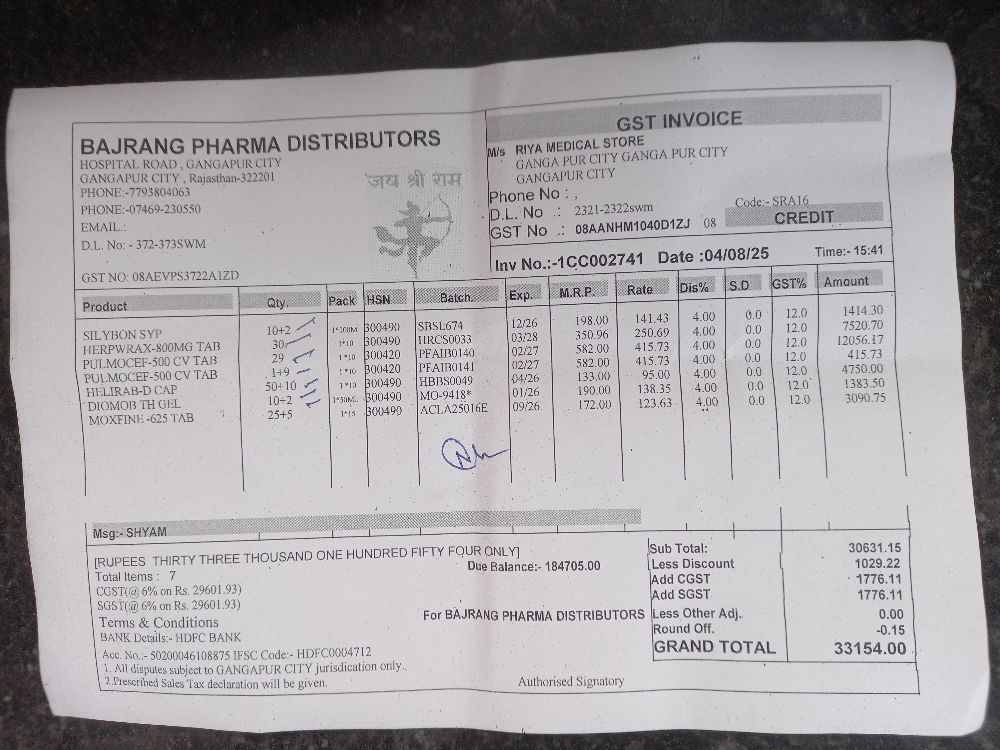 BAJRANG PHARMA DISTRIBUTORS
HOSPITAL ROAD , GANGAPUR CITY
GANGAPUR CITY , Rajasthan-322201
PHONE:-7793804063
PHONE:-07469-230550
EMAIL.:
D.L. No: - 372-373SWM
GST NO: 08AEVPS3722A1ZD
जय श्री राम
GST INVOICE
M/s RIYA MEDICAL STORE
GANGA PUR CITY GANGA PUR CITY
GANGAPUR CITY
Phone No : ,
D.L. No .: 2321-2322swm Code:- SRA16
GST No .: 08AANHM1040D1ZJ 08 CREDIT
Inv No.:-1CC002741 Date :04/08/25 Time:- 15:41
Product Qty. Pack HSN Batch. Exp. M.R.P. Rate Dis% S.D GST% Amount
SILYBON SYP 10+2 1*100M 300490 SBSL674 12/26 198.00 141.43 4.00 0.0 12.0 1414.30
HERPWRAX-800MG TAB 30 1*10 300490 HRCS0033 03/28 350.96 250.69 4.00 0.0 12.0 7520.70
PULMOCEF-500 CV TAB 29 1*10 300420 PFAIB0140 02/27 582.00 415.73 4.00 0.0 12.0 12056.17
PULMOCEF-500 CV TAB 1+9 1*10 300420 PFAIB0141 02/27 582.00 415.73 4.00 0.0 12.0 415.73
HELIRAB-D CAP 50+10 1*10 300490 HBBS0049 04/26 133.00 95.00 4.00 0.0 12.0 4750.00
DIOMOB TH GEL 10+2 1*50ML 300490 MO-9418* 01/26 190.00 138.35 4.00 0.0 12.0 1383.50
MOXFINE -625 TAB 25+5 1*15 300490 ACLA25016E 09/26 172.00 123.63 4.00 0.0 12.0 3090.75
Msg:- SHYAM
[RUPEES THIRTY THREE THOUSAND ONE HUNDRED FIFTY FOUR ONLY]
Total Items : 7 Due Balance:- 184705.00
CGST(@ 6% on Rs. 29601.93)
SGST(@ 6% on Rs. 29601.93)
Terms & Conditions
BANK Details:- HDFC BANK
Acc. No.:- 50200046108875 IFSC Code:- HDFC0004712
1. All disputes subject to GANGAPUR CITY jurisdication only..
2.Prescribed Sales Tax declaration will be given.
For BAJRANG PHARMA DISTRIBUTORS
Authorised Signatory
Sub Total: 30631.15
Less Discount 1029.22
Add CGST 1776.11
Add SGST 1776.11
Less Other Adj. 0.00
Round Off. -0.15
GRAND TOTAL 33154.00